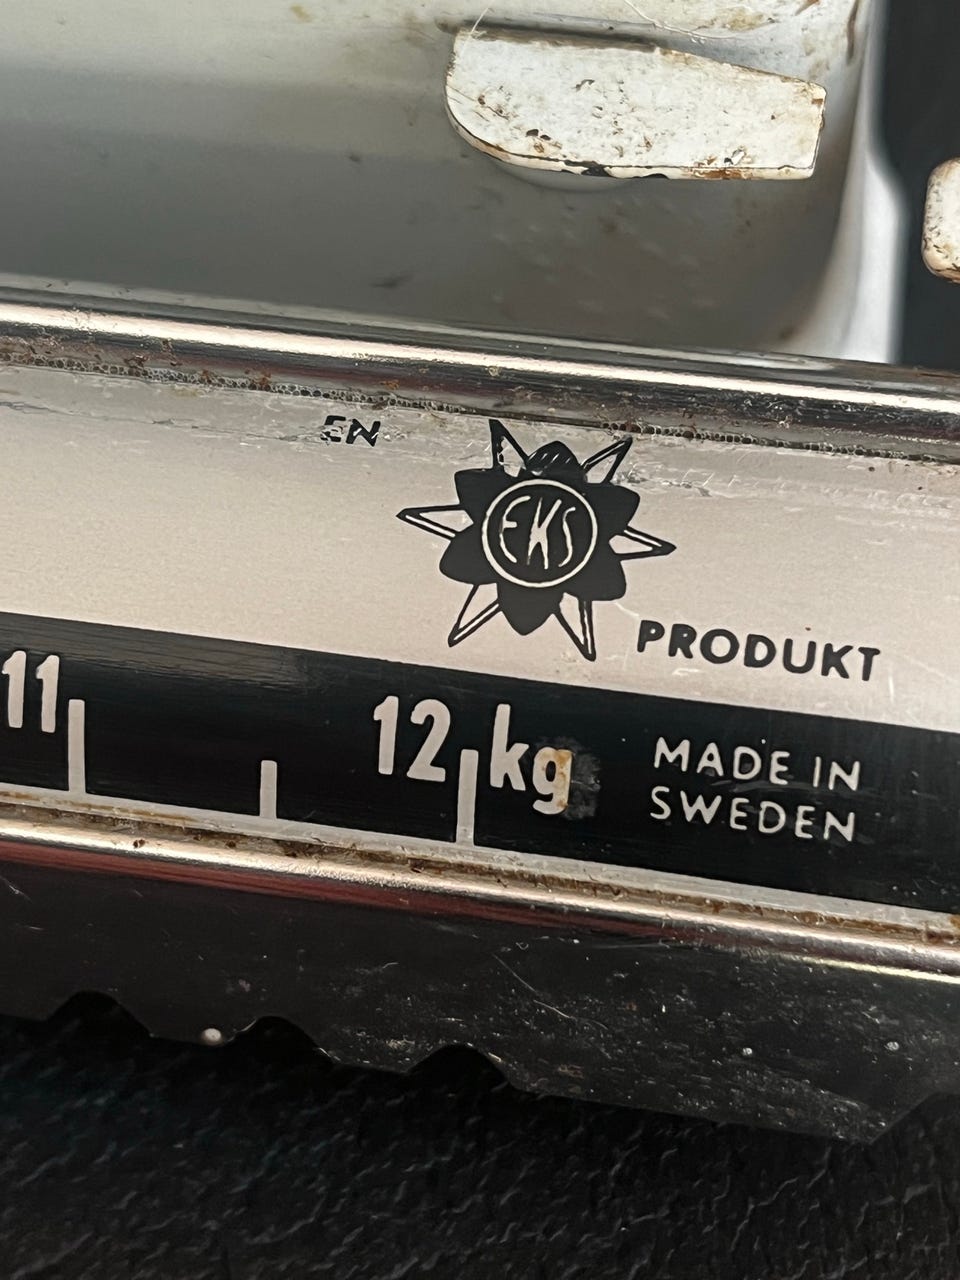 EN
EKS
PRODUKT
11
12 kg
MADE IN
SWEDEN